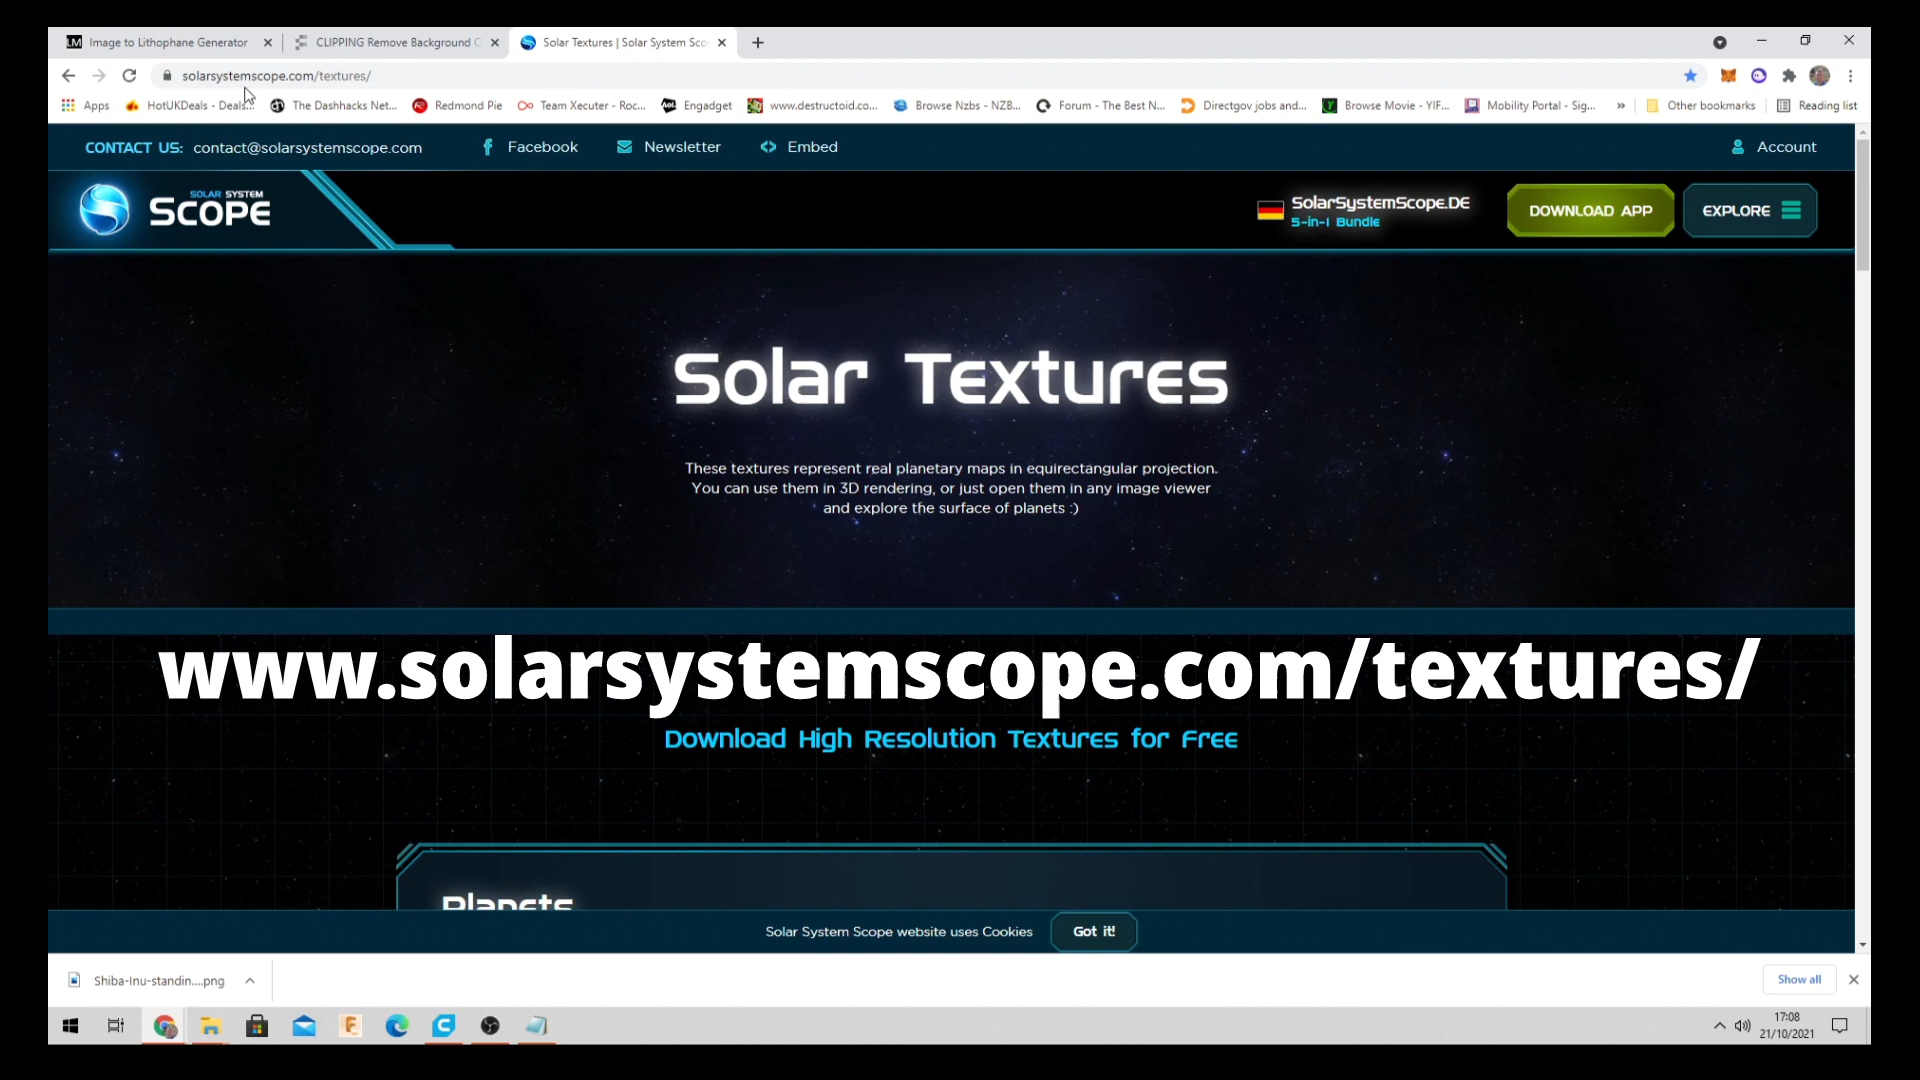 LM Image to Lithophane Generator
CLIPPING Remove Background
Solar Textures | Solar System Sco
solarsystemscope.com/textures/
Apps
HotUKDeals - Deals...
The Dashhacks Net...
Redmond Pie
Team Xecuter - Roc...
Aol. Engadget
www.destructoid.co...
Browse Nzbs - NZB...
Forum - The Best N...
Directgov jobs and...
Browse Movie - YIF...
Mobility Portal - Sig...
»
Other bookmarks
Reading list
CONTACT US: contact@solarsystemscope.com
Facebook
Newsletter
Embed
Account
SOLAR SYSTEM
SCOPE
SolarSystemScope.DE
5-in-1 Bundle
DOWNLOAD APP
EXPLORE
Solar Textures
These textures represent real planetary maps in equirectangular projection.
You can use them in 3D rendering, or just open them in any image viewer
and explore the surface of planets :)
www.solarsystemscope.com/textures/
Download High Resolution Textures for Free
Planets
Solar System Scope website uses Cookies
Got it!
Shiba-Inu-standin....png
Show all
17:08
21/10/2021